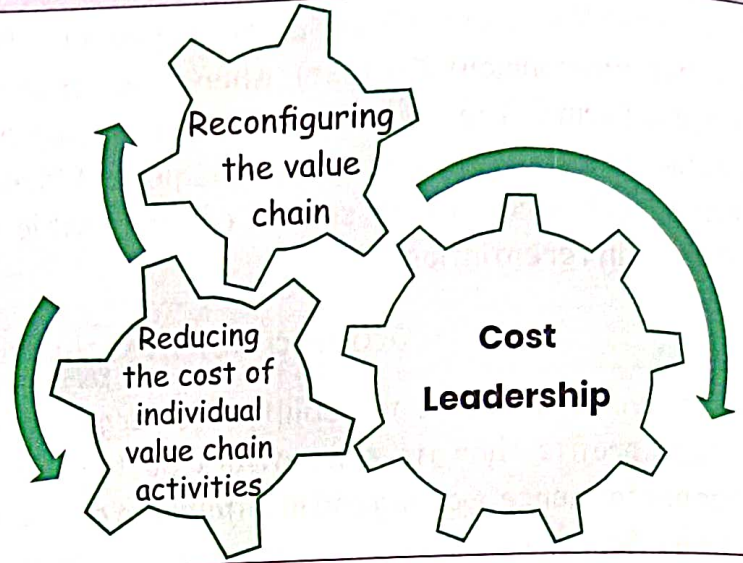 Reconfiguring
the value
chain
Reducing
the cost of
individual
value chain
activities
Cost
Leadership